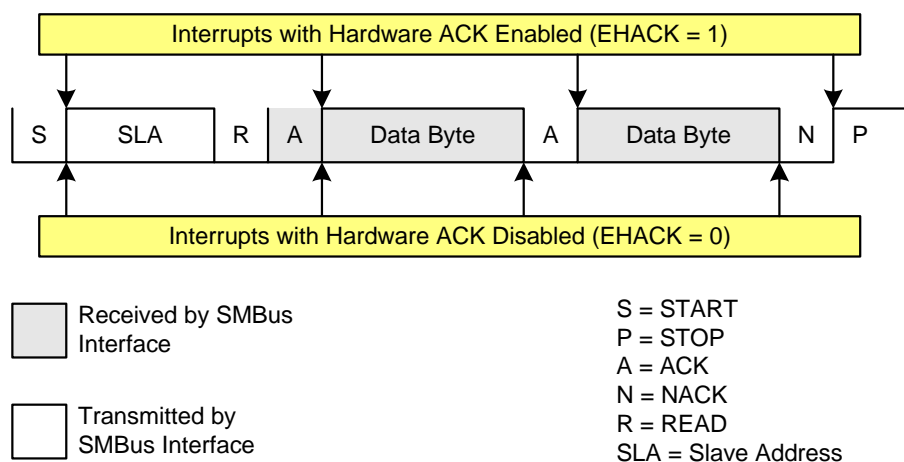 Interrupts with Hardware ACK Enabled (EHACK = 1)
S SLA R A Data Byte A Data Byte N P
Interrupts with Hardware ACK Disabled (EHACK = 0)
Received by SMBus
Interface
Transmitted by
SMBus Interface
S = START
P = STOP
A = ACK
N = NACK
R = READ
SLA = Slave Address